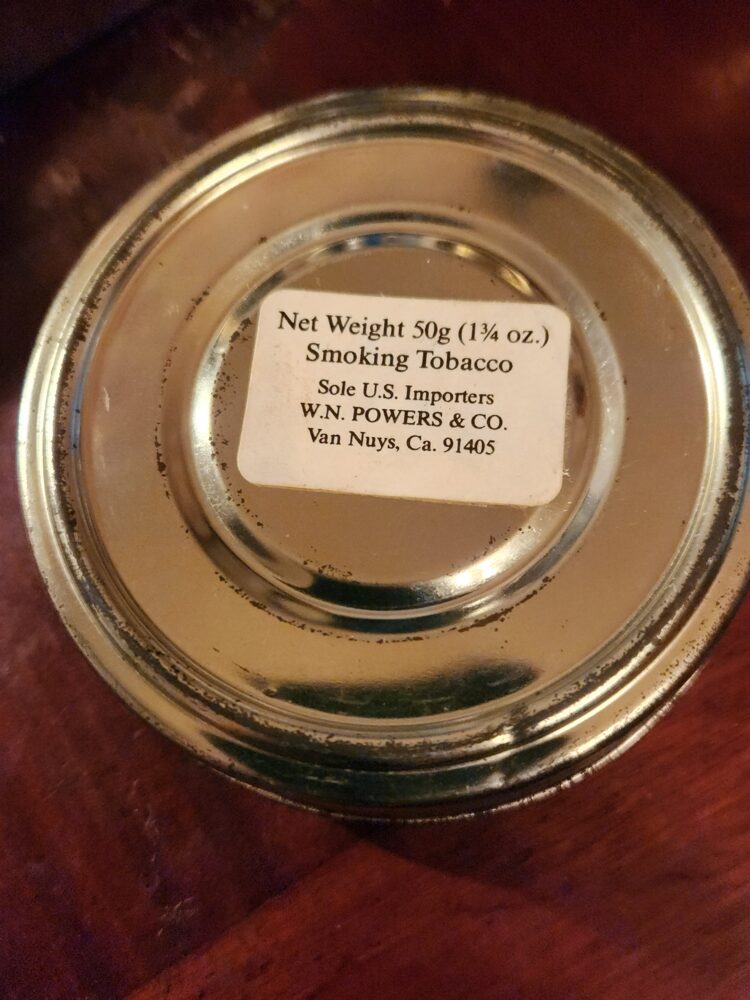 Net Weight 50g (1¾ oz.)
Smoking Tobacco
Sole U.S. Importers
W.N. POWERS & CO.
Van Nuys, Ca. 91405